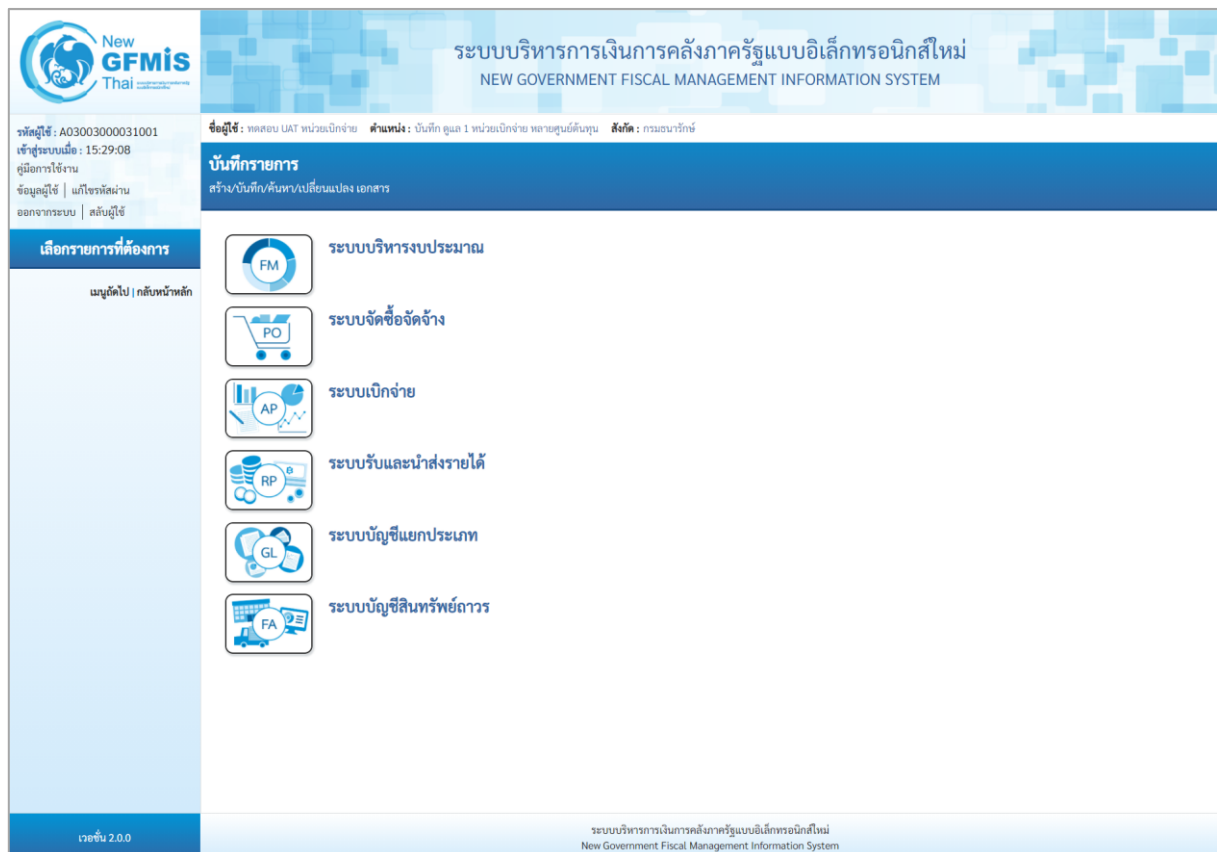 New
GFMIS
Thai
ระบบบริหารการเงินการคลังภาครัฐแบบอิเล็กทรอนิกส์ใหม่
NEW GOVERNMENT FISCAL MANAGEMENT INFORMATION SYSTEM
รหัสผู้ใช้ : A03003000031001
เข้าสู่ระบบเมื่อ : 15:29:08
คู่มือการใช้งาน
ข้อมูลผู้ใช้ | แก้ไขรหัสผ่าน
ออกจากระบบ | สลับผู้ใช้
ชื่อผู้ใช้ : ทดสอบ UAT หน่วยเบิกจ่าย ตำแหน่ง : บันทึก ดูแล 1 หน่วยเบิกจ่าย หลายศูนย์ต้นทุน สังกัด : กรมธนารักษ์
บันทึกรายการ
สร้าง/บันทึก/ค้นหา/เปลี่ยนแปลง เอกสาร
เลือกรายการที่ต้องการ
เมนูถัดไป | กลับหน้าหลัก
FM
ระบบบริหารงบประมาณ
PO
ระบบจัดซื้อจัดจ้าง
AP
ระบบเบิกจ่าย
RP
ระบบรับและนำส่งรายได้
GL
ระบบบัญชีแยกประเภท
FA
ระบบบัญชีสินทรัพย์ถาวร
เวอชั่น 2.0.0
ระบบบริหารการเงินการคลังภาครัฐแบบอิเล็กทรอนิกส์ใหม่
New Government Fiscal Management Information System